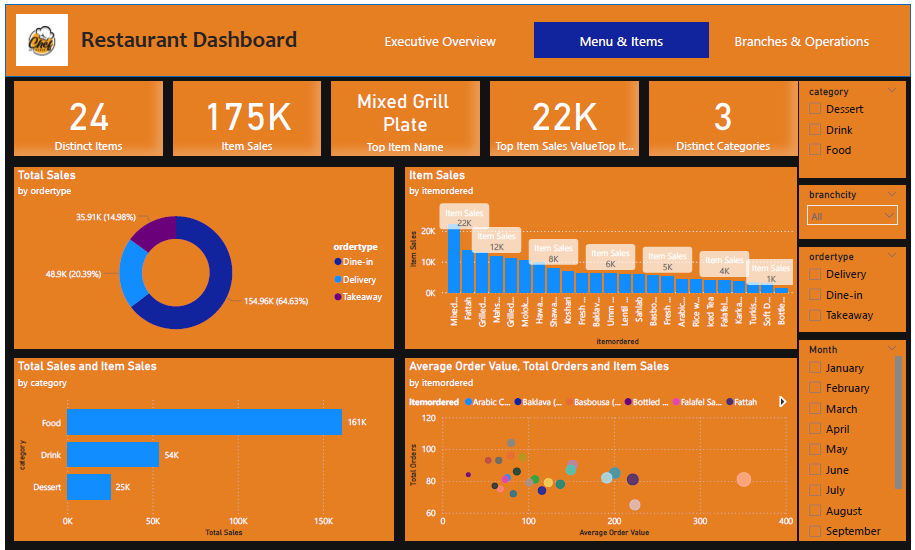 Chef
Restaurant Dashboard
Executive Overview
Menu & Items
Branches & Operations
24
Distinct Items
175K
Item Sales
Mixed Grill
Plate
Top Item Name
22K
Top Item Sales ValueTop It...
3
Distinct Categories
category
Dessert
Drink
Food
branchcity
All
ordertype
Delivery
Dine-in
Takeaway
Month
January
February
March
April
May
June
July
August
September
Total Sales
by ordertype
35.91K (14.98%)
48.9K (20.39%)
154.96K (64.63%)
ordertype
Dine-in
Delivery
Takeaway
Item Sales
by itemordered
Item Sales
20K
10K
0K
Item Sales
22K
Item Sales
12K
Item Sales
8K
Item Sales
6K
Item Sales
5K
Item Sales
4K
Item Sales
1K
Mixed...
Fattah
Grilled...
Mahs...
Grilled...
Molok...
Hawa...
Shawa...
Koshari
Fresh ...
Baklav...
Umm ...
Lentil ...
Sahlab
Basbo...
Fresh ...
Arabic...
Rice w...
Iced Tea
Falafel...
Karka...
Turkis...
Soft D...
Bottle...
itemordered
Total Sales and Item Sales
by category
category
Food
Drink
Dessert
161K
54K
25K
0K
50K
100K
150K
Total Sales
Average Order Value, Total Orders and Item Sales
by itemordered
itemordered
Arabic C...
Baklava (...
Basbousa (...
Bottled ...
Falafel Sa...
Fattah
Total Orders
120
100
80
60
0
100
200
300
400
Average Order Value